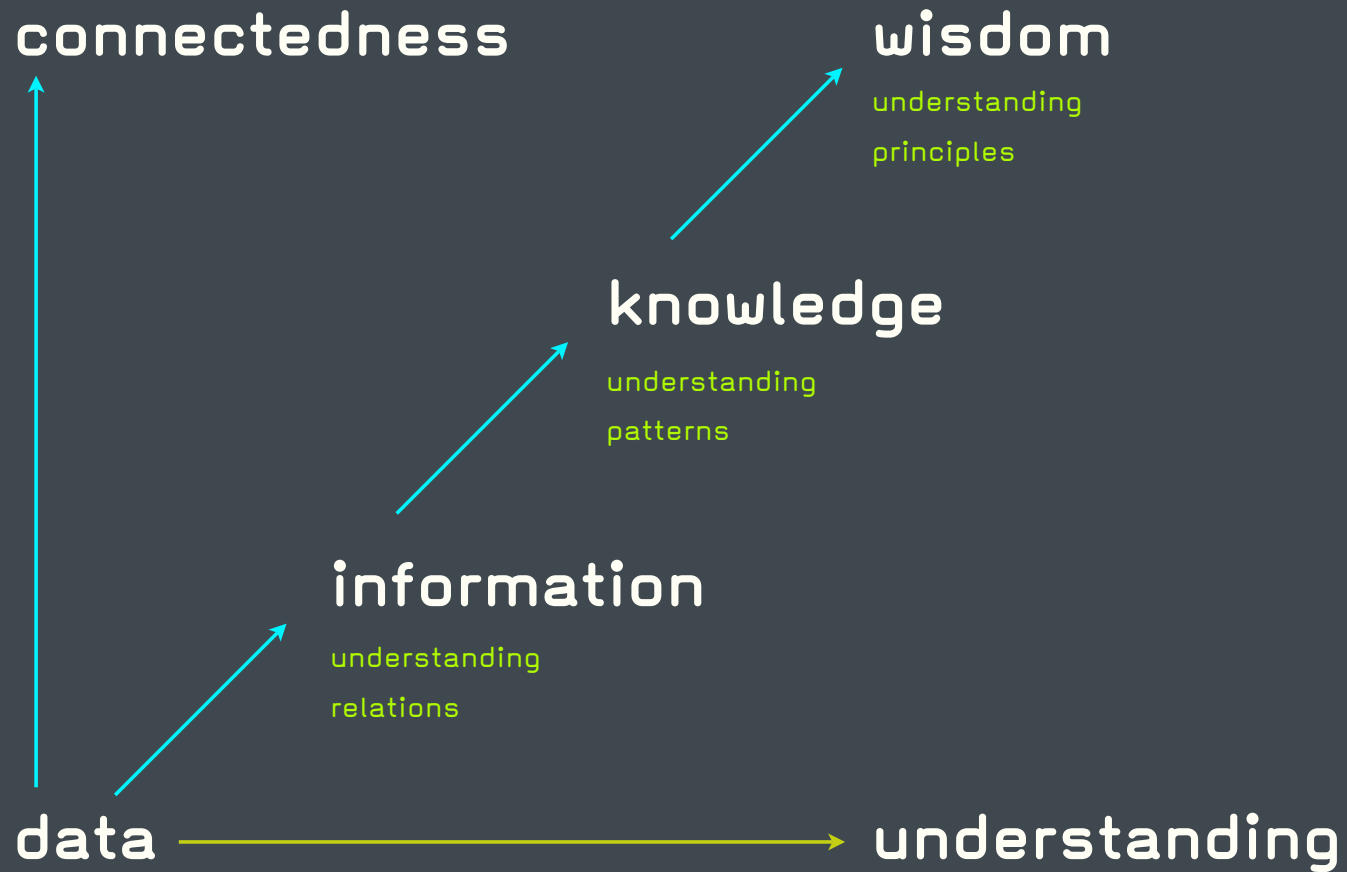 connectedness
wisdom
understanding
principles
knowledge
understanding
patterns
information
understanding
relations
data
understanding